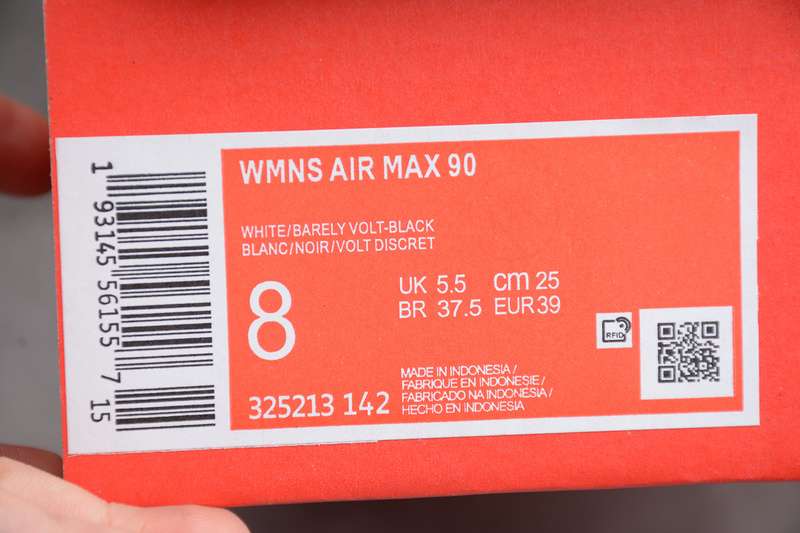 WMNS AIR MAX 90
WHITE/BARELY VOLT-BLACK
BLANC/NOIR/VOLT DISCRET
8
UK 5.5 cm 25
BR 37.5 EUR 39
325213 142
MADE IN INDONESIA /
FABRIQUE EN INDONESIE /
FABRICADO NA INDONESIA /
HECHO EN INDONESIA
RFID
1 93145 56155 7 15